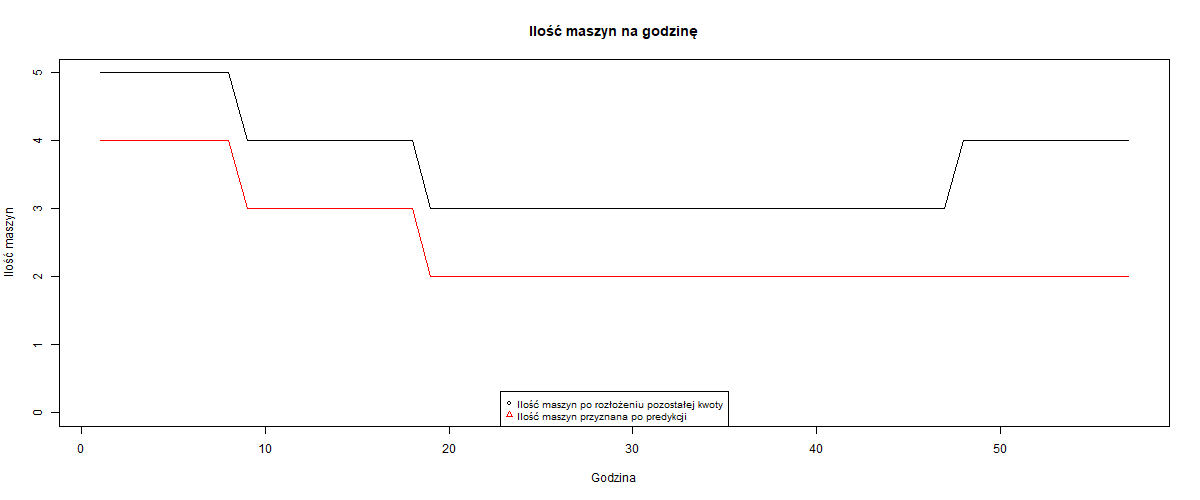 Ilość maszyn na godzinę
Ilość maszyn
5
4
3
2
1
0
Ilość maszyn po rozłożeniu pozostałej kwoty
Ilość maszyn przyznana po predykcji
0 10 20 30 40 50
Godzina